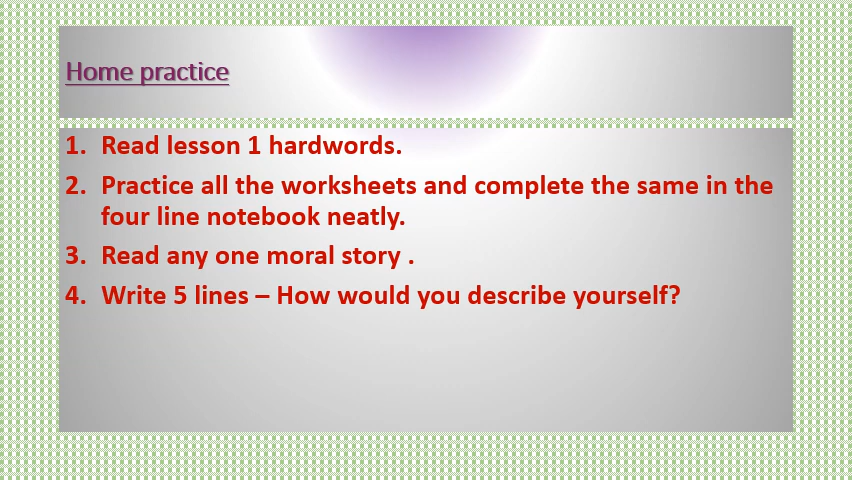 Home practice
1. Read lesson 1 hardwords.
2. Practice all the worksheets and complete the same in the
four line notebook neatly.
3. Read any one moral story .
4. Write 5 lines – How would you describe yourself?